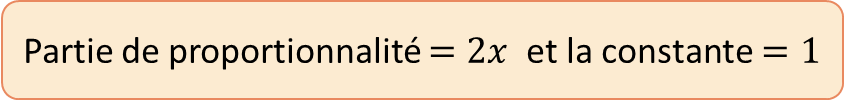 Partie de proportionnalité = 2𝑥 et la constante = 1